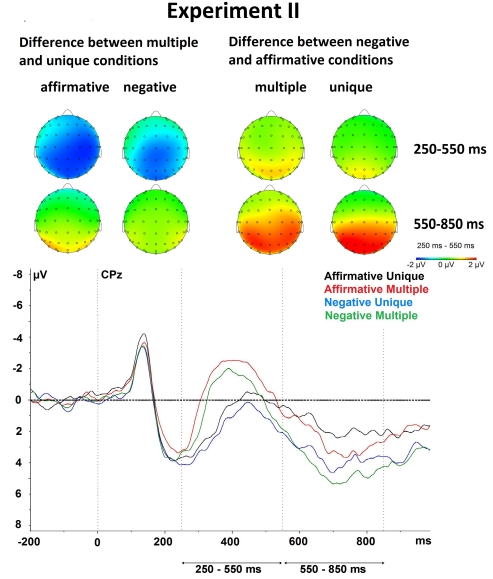 Experiment II
Difference between multiple
and unique conditions
Difference between negative
and affirmative conditions
affirmative negative
multiple unique
250-550 ms
550-850 ms
250 ms - 550 ms
-2 µV 0 µV 2 µV
-8 µV CPz
Affirmative Unique
Affirmative Multiple
Negative Unique
Negative Multiple
-6
-4
-2
0
2
4
6
8
-200 0 200 400 600 800 ms
250 - 550 ms 550 - 850 ms